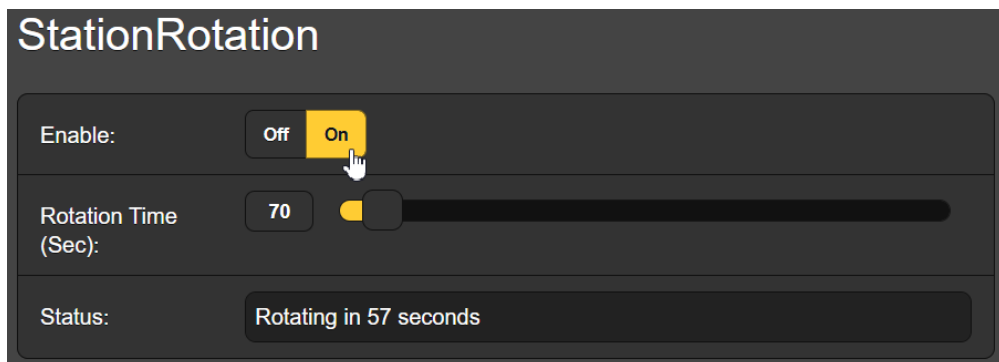 StationRotation
Enable:
Off On
Rotation Time
(Sec):
70
Status:
Rotating in 57 seconds